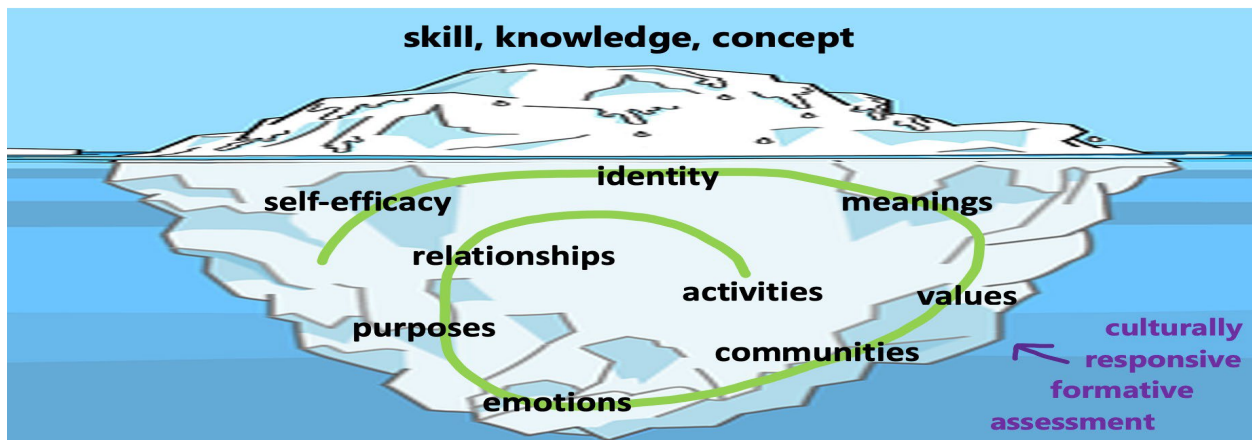 skill, knowledge, concept
identity
self-efficacy
meanings
relationships
activities
values
purposes
communities
emotions
culturally
responsive
formative
assessment